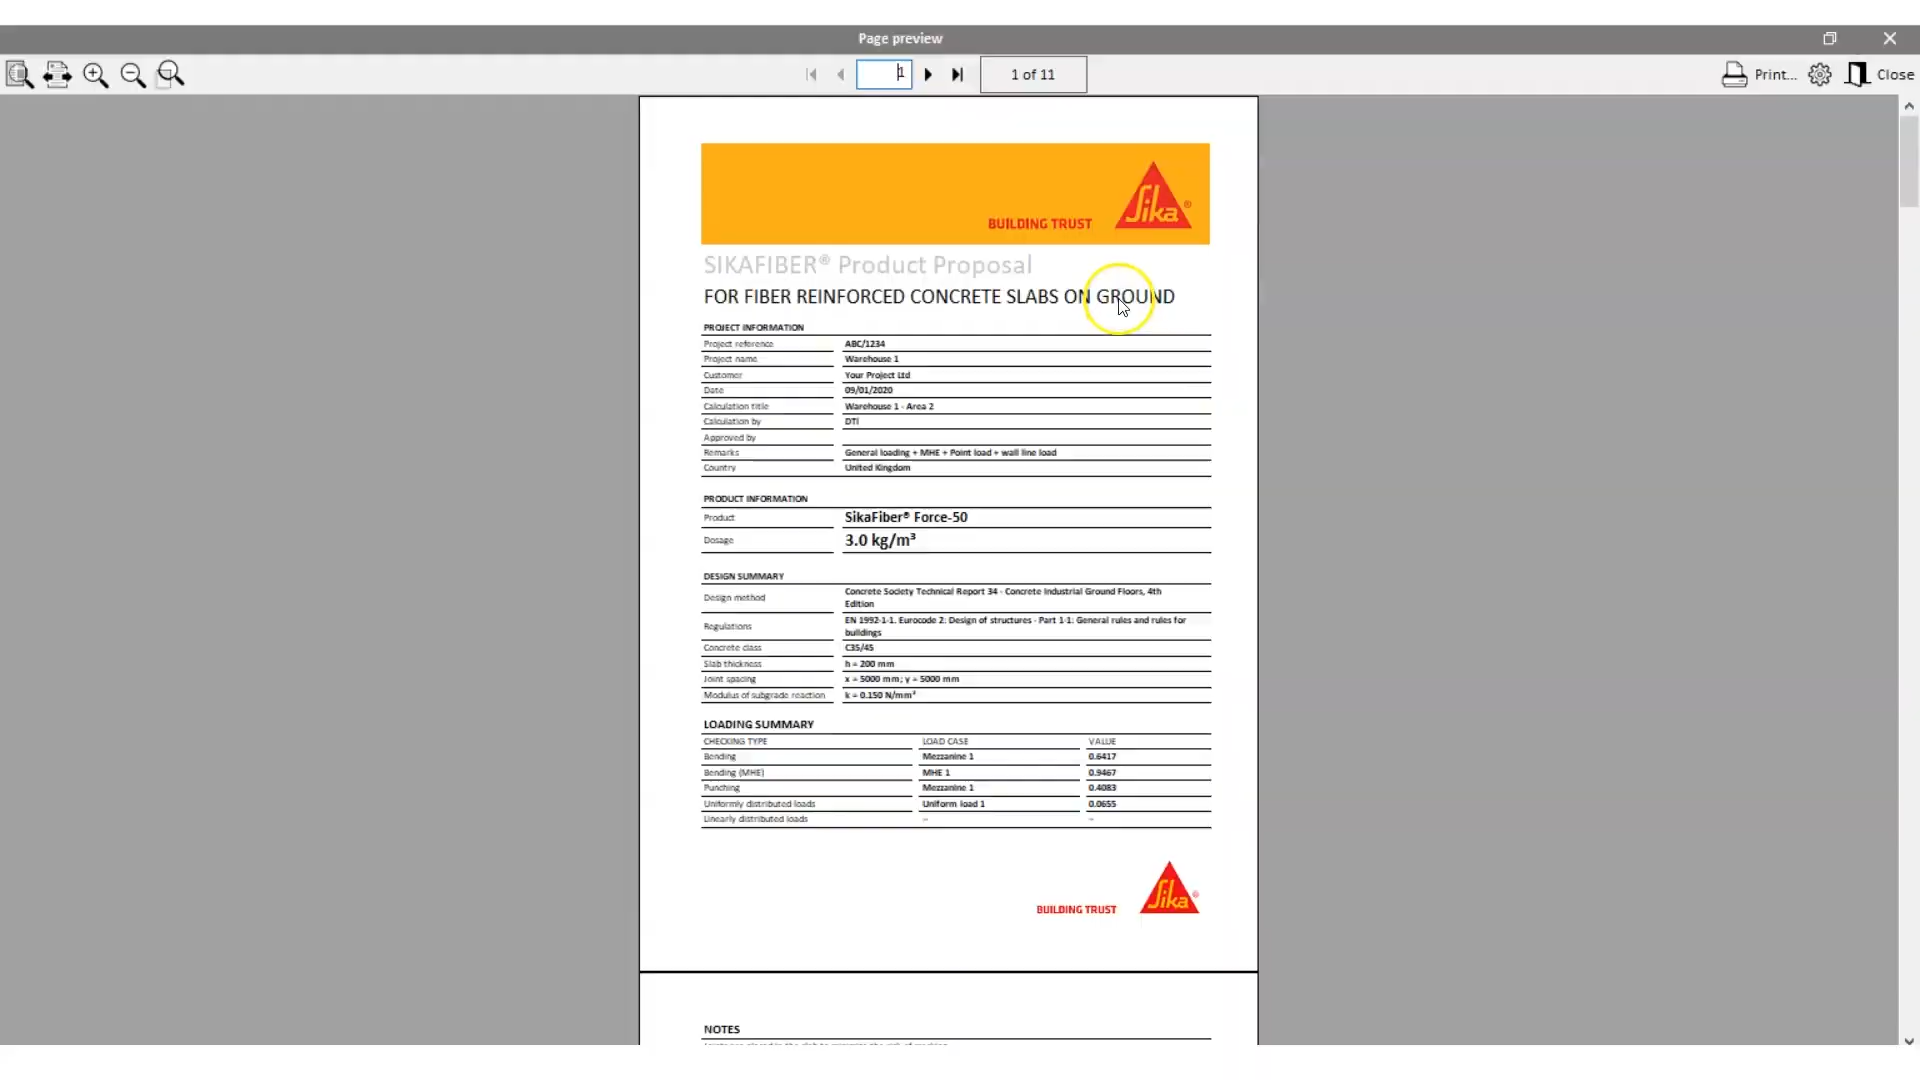 Page preview
1
1 of 11
Print...
Close
BUILDING TRUST
Sika®
SIKAFIBER® Product Proposal
FOR FIBER REINFORCED CONCRETE SLABS ON GROUND
PROJECT INFORMATION
Project reference ABC/1234
Project name Warehouse 1
Customer Your Project Ltd
Date 09/01/2020
Calculation title Warehouse 1 - Area 2
Calculation by DTI
Approved by
Remarks General loading + MHE + Point load + wall line load
Country United Kingdom
PRODUCT INFORMATION
Product SikaFiber® Force-50
Dosage 3.0 kg/m³
DESIGN SUMMARY
Design method Concrete Society Technical Report 34 - Concrete Industrial Ground Floors, 4th
Edition
Regulations EN 1992-1-1. Eurocode 2: Design of structures - Part 1-1: General rules and rules for
buildings
Concrete class C35/45
Slab thickness h = 200 mm
Joint spacing x = 5000 mm; y = 5000 mm
Modulus of subgrade reaction k = 0.150 N/mm³
LOADING SUMMARY
CHECKING TYPE LOAD CASE VALUE
Bending Mezzanine 1 0.6417
Bending (MHE) MHE 1 0.9467
Punching Mezzanine 1 0.4083
Uniformly distributed loads Uniform load 1 0.0655
Linearly distributed loads -- --
BUILDING TRUST
Sika®
NOTES